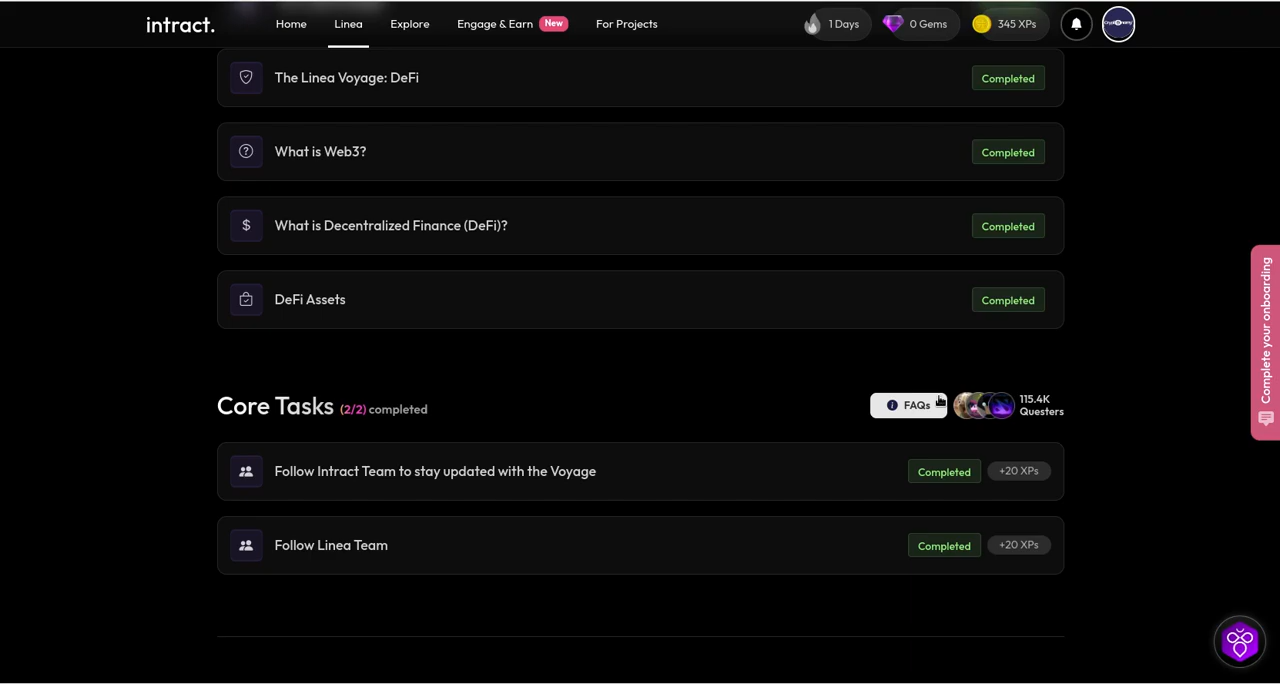 intract.
Home
Linea
Explore
Engage & Earn New
For Projects
1 Days
0 Gems
345 XPs
The Linea Voyage: DeFi
Completed
What is Web3?
Completed
What is Decentralized Finance (DeFi)?
Completed
DeFi Assets
Completed
Complete your onboarding
Core Tasks (2/2) completed
FAQs
115.4K
Questers
Follow Intract Team to stay updated with the Voyage
Completed
+20 XPs
Follow Linea Team
Completed
+20 XPs